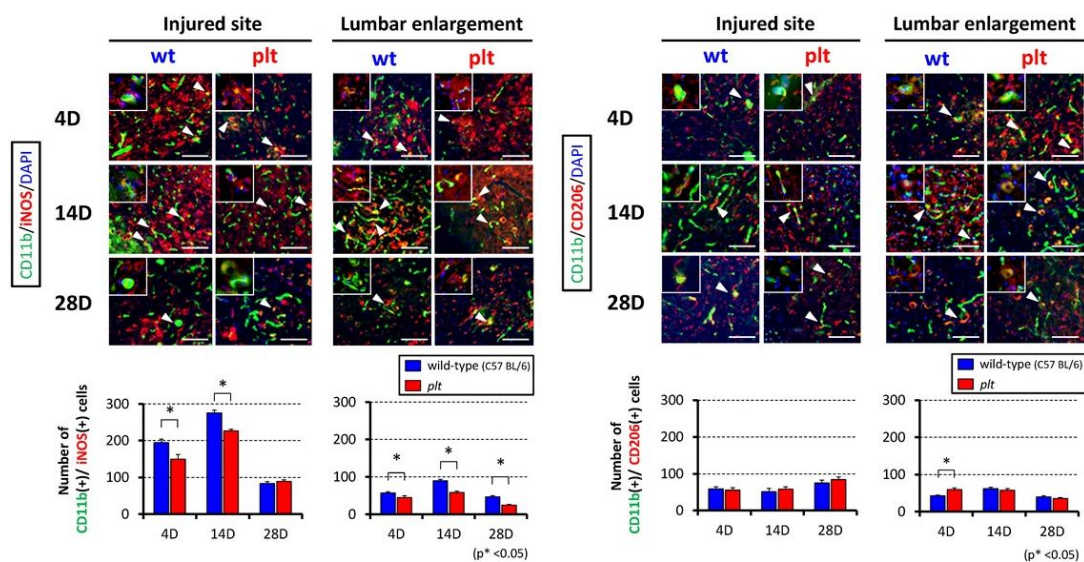 Injured site
Lumbar enlargement
wt
plt
wt
plt
4D
14D
28D
CD11b/iNOS/DAPI
wild-type (C57 BL/6)
plt
Number of
CD11b(+)/ iNOS(+) cells
300
200
100
0
*
*
4D
14D
28D
300
200
100
0
*
*
*
4D
14D
28D
(p* <0.05)
Injured site
Lumbar enlargement
wt
plt
wt
plt
4D
14D
28D
CD11b/CD206/DAPI
wild-type (C57 BL/6)
plt
Number of
CD11b(+)/ CD206(+) cells
300
200
100
0
4D
14D
28D
300
200
100
0
*
4D
14D
28D
(p* <0.05)